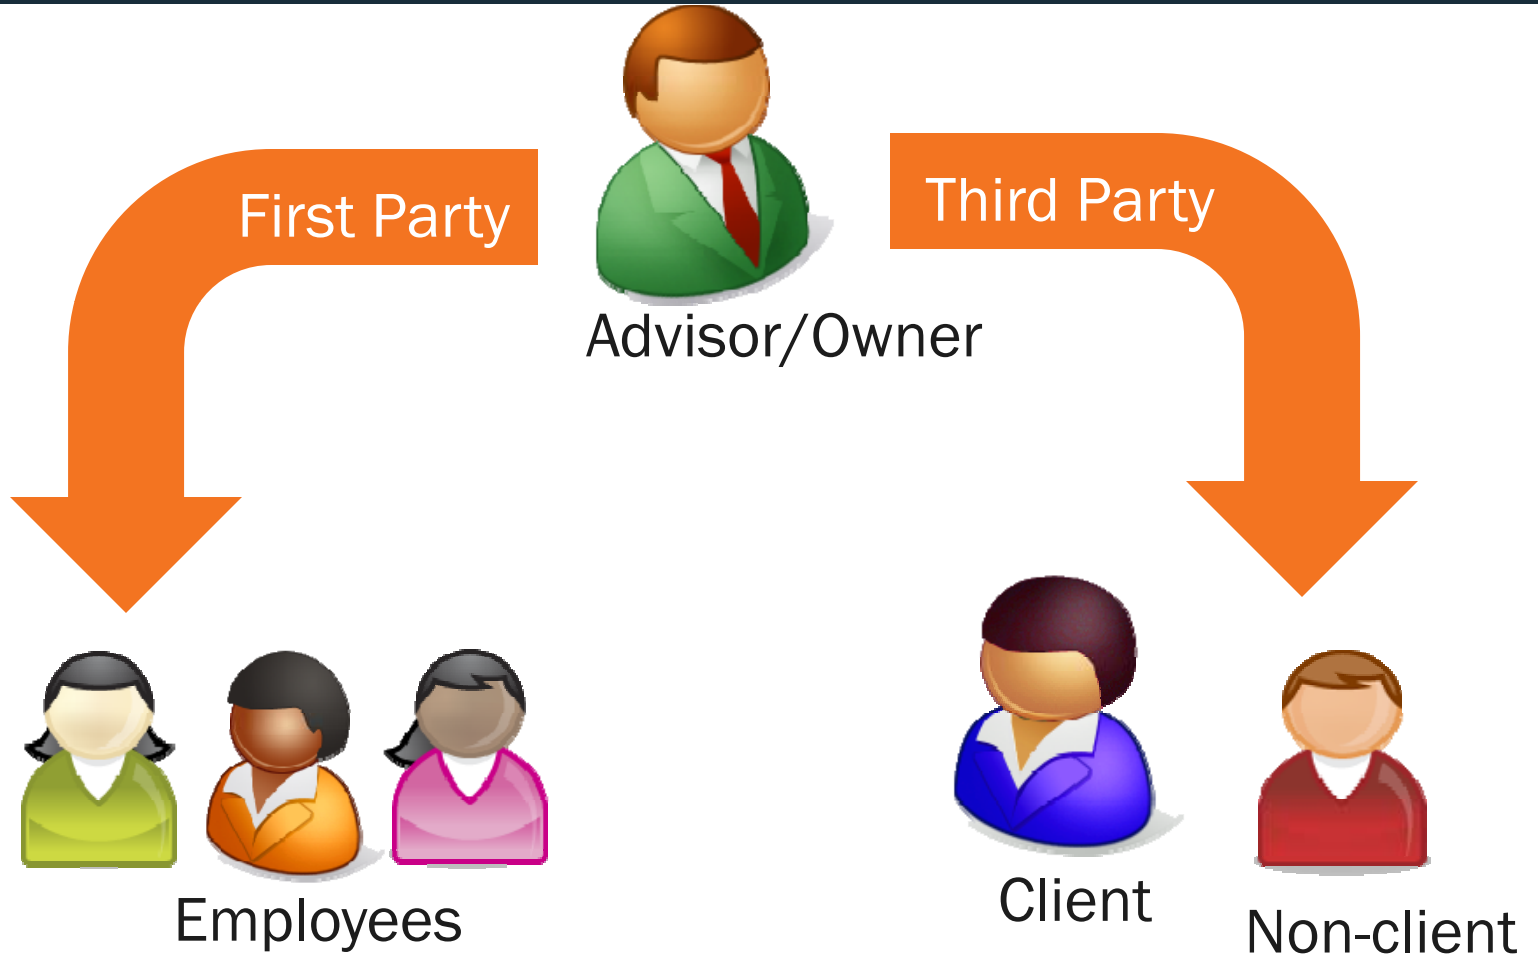 First Party
Third Party
Advisor/Owner
Employees
Client
Non-client